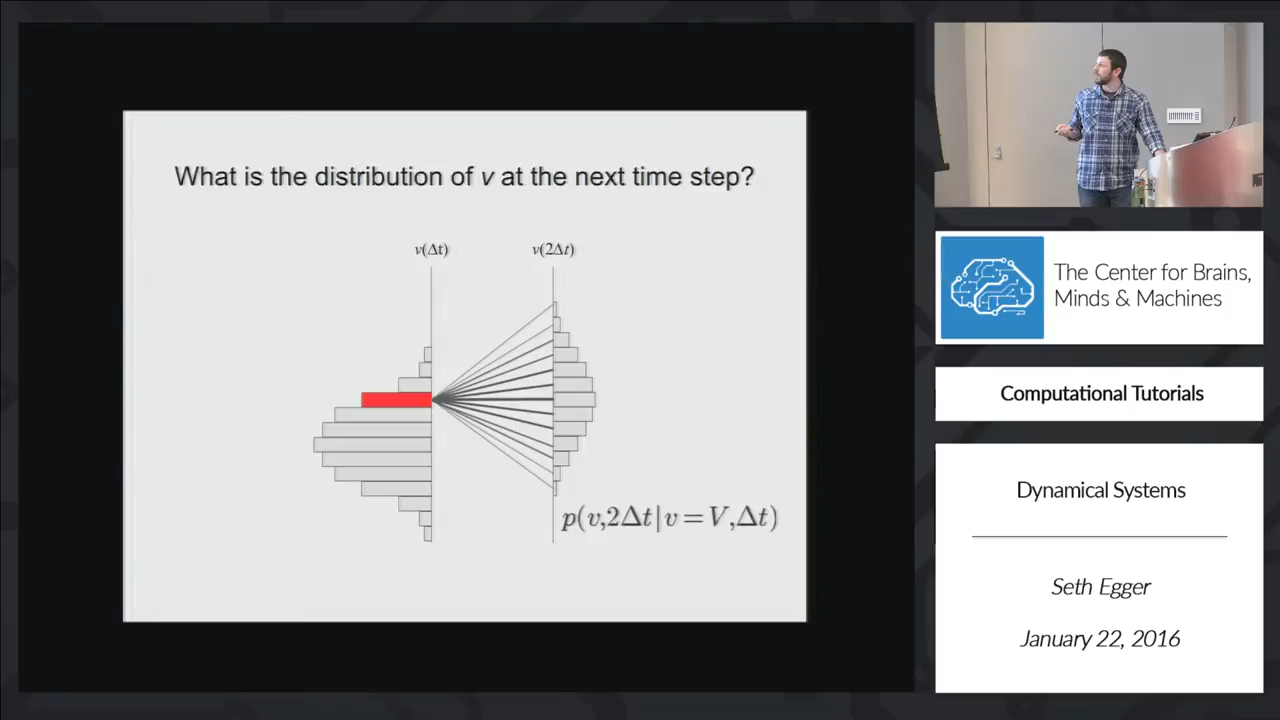 What is the distribution of v at the next time step?
v(Δt)
v(2Δt)
p(v,2Δt|v=V,Δt)
The Center for Brains,
Minds & Machines
Computational Tutorials
Dynamical Systems
Seth Egger
January 22, 2016